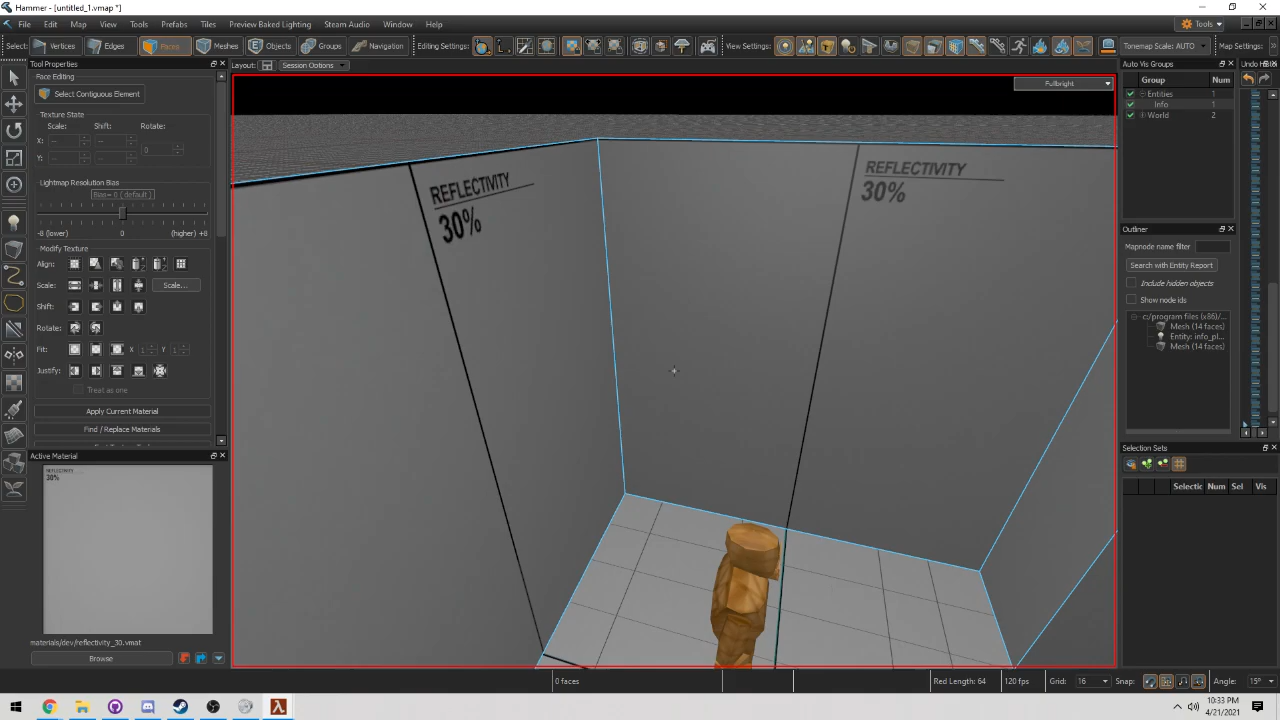 Hammer - [untitled_1.vmap *]
File Edit Map View Tools Prefabs Tiles Preview Baked Lighting Steam Audio Window Help
Tools
Select: Vertices Edges Faces Meshes Objects Groups Navigation Editing Settings: View Settings: Tonemap Scale: AUTO Map Settings:
Tool Properties
Layout: Session Options
Auto Vis Groups
Face Editing
Select Contiguous Element
Texture State
Scale: Shift: Rotate:
X:
0
Y:
Lightmap Resolution Bias
Bias= 0 ( default )
-8 (lower) 0 (higher) +8
Modify Texture
Align:
Scale: Scale...
Shift:
Rotate:
Fit: X 1 Y 1
Justify:
Treat as one
Apply Current Material
Find / Replace Materials
Active Material
REFLECTIVITY
30%
materials/dev/reflectivity_30.vmat
Browse
Fullbright
REFLECTIVITY
30%
REFLECTIVITY
30%
Group Num
Entities 1
Info 1
World 2
Outliner
Mapnode name filter
Search with Entity Report
Include hidden objects
Show node ids
c:/program files (x86)/...
Mesh (14 faces)
Entity: info_pl...
Mesh (14 faces)
Selection Sets
Selectic Num Sel Vis
0 faces
Red Length: 64 120 fps Grid: 16 Snap: Angle: 15°
10:33 PM
4/21/2021